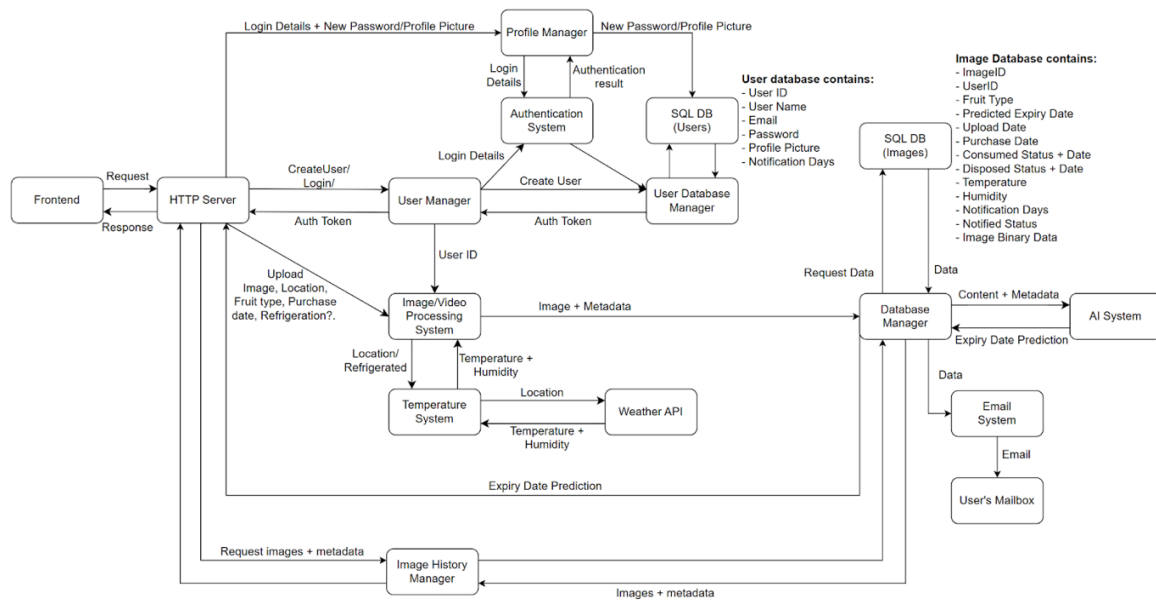 Login Details + New Password/Profile Picture
Profile Manager
New Password/Profile Picture
Login
Details
Authentication
result
User database contains:
- User ID
- User Name
- Email
- Password
- Profile Picture
- Notification Days
Image Database contains:
- ImageID
- UserID
- Fruit Type
- Predicted Expiry Date
- Upload Date
- Purchase Date
- Consumed Status + Date
- Disposed Status + Date
- Temperature
- Humidity
- Notification Days
- Notified Status
- Image Binary Data
Authentication
System
SQL DB
(Users)
SQL DB
(Images)
Login Details
Frontend
Request
Response
HTTP Server
CreateUser/
Login/
Auth Token
User Manager
Create User
Auth Token
User Database
Manager
User ID
Upload
Image, Location,
Fruit type, Purchase
date, Refrigeration?.
Image/Video
Processing
System
Image + Metadata
Request Data
Data
Database
Manager
Content + Metadata
Expiry Date Prediction
AI System
Location/
Refrigerated
Temperature +
Humidity
Temperature
System
Location
Temperature +
Humidity
Weather API
Data
Email
System
Email
User's Mailbox
Expiry Date Prediction
Request images + metadata
Image History
Manager
Images + metadata